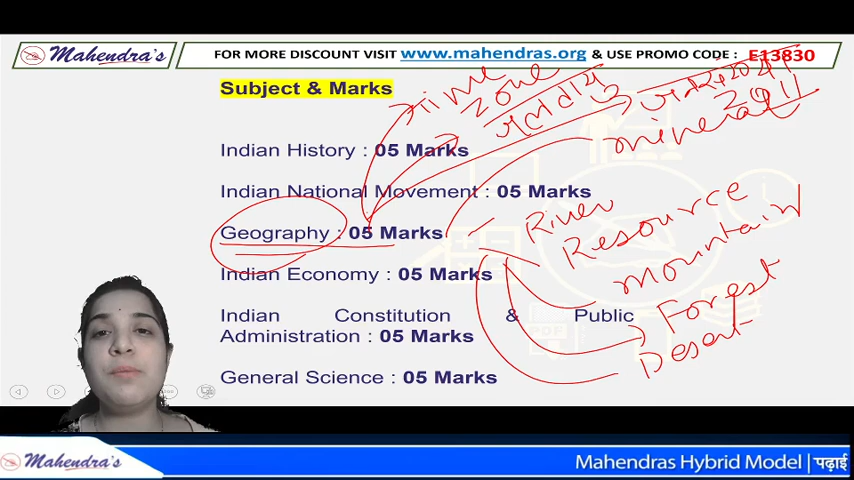 Mahendra's
FOR MORE DISCOUNT VISIT www.mahendras.org & USE PROMO CODE : E13830
Subject & Marks
Time
Zone
mineral
Indian History : 05 Marks
Indian National Movement : 05 Marks
River
Resource
Geography : 05 Marks
mountain
Indian Economy : 05 Marks
Forest
Indian Constitution & Public
Administration : 05 Marks
Desert
General Science : 05 Marks
Mahendra's
Mahendras Hybrid Model | पढ़ाई